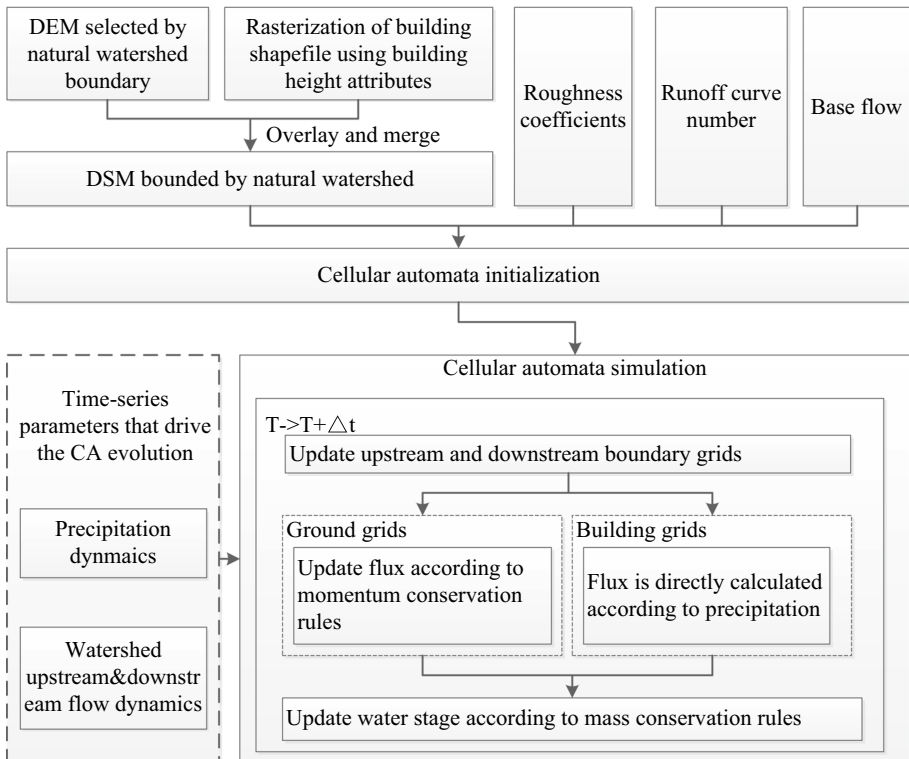 DEM selected by
natural watershed
boundary
Rasterization of building
shapefile using building
height attributes
Roughness
coefficients
Runoff curve
number
Base flow
Overlay and merge
DSM bounded by natural watershed
Cellular automata initialization
Time-series
parameters that drive
the CA evolution
Precipitation
dynmaics
Watershed
upstream&downstr
eam flow dynamics
Cellular automata simulation
T->T+△t
Update upstream and downstream boundary grids
Ground grids
Update flux according to
momentum conservation
rules
Building grids
Flux is directly calculated
according to precipitation
Update water stage according to mass conservation rules